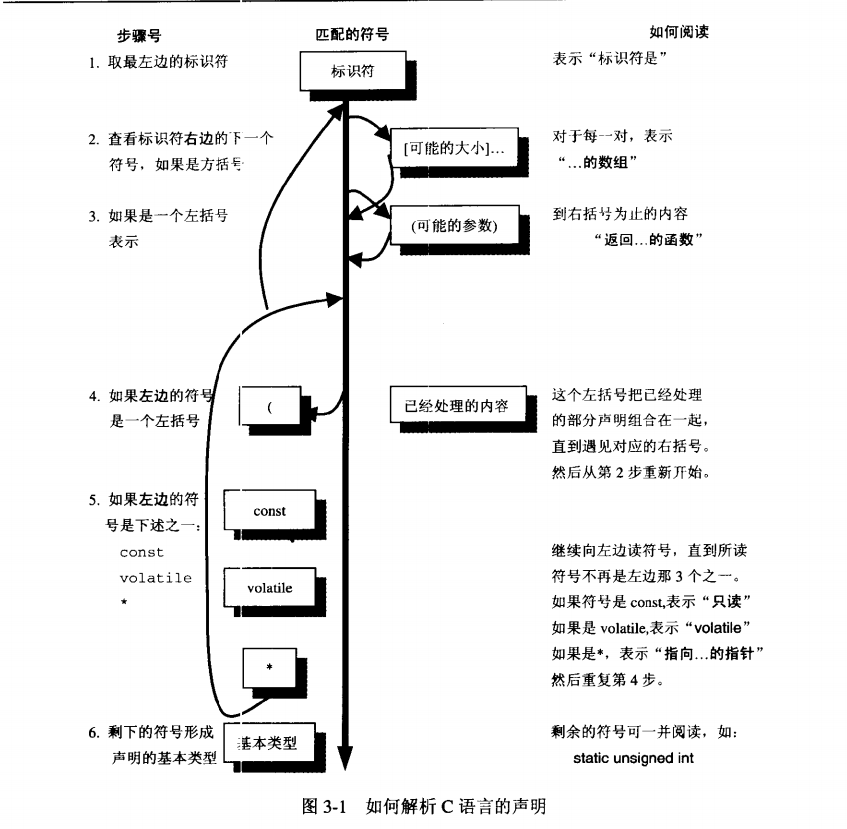 步骤号 匹配的符号 如何阅读
1. 取最左边的标识符 标识符 表示“标识符是”
2. 查看标识符右边的下一个 [可能的大小]... 对于每一对，表示
符号，如果是方括号 “…的数组”
3. 如果是一个左括号 (可能的参数) 到右括号为止的内容
表示 “返回…的函数”
4. 如果左边的符号 ( 已经处理的内容 这个左括号把已经处理
是一个左括号 的部分声明组合在一起，
直到遇见对应的右括号。
然后从第 2 步重新开始。
5. 如果左边的符 const
号是下述之一：
const 继续向左边读符号，直到所读
volatile volatile 符号不再是左边那 3 个之一。
* 如果符号是 const,表示“只读”
如果是 volatile,表示“volatile”
* 如果是*，表示“指向…的指针”
然后重复第 4 步。
6. 剩下的符号形成 基本类型 剩余的符号可一并阅读，如：
声明的基本类型 static unsigned int
图 3-1 如何解析 C 语言的声明